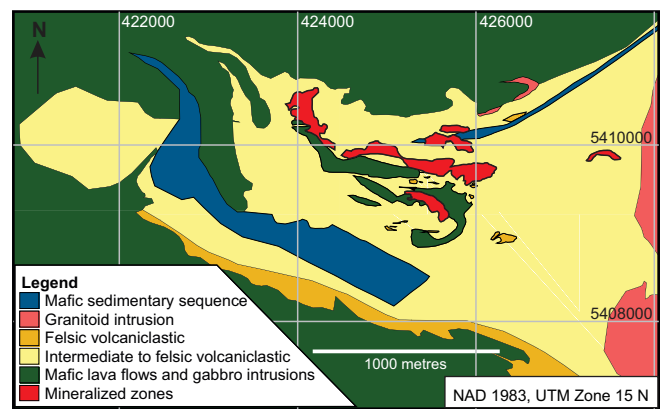 422000 424000 426000
N
5410000
5408000
Legend
Mafic sedimentary sequence
Granitoid intrusion
Felsic volcaniclastic
Intermediate to felsic volcaniclastic
Mafic lava flows and gabbro intrusions
Mineralized zones
1000 metres
NAD 1983, UTM Zone 15 N